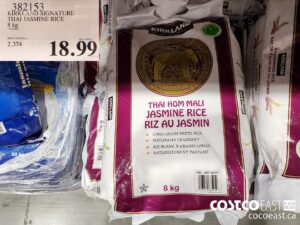 382153
KIRKLAND SIGNATURE
THAI JASMINE RICE
8 kg
2.374
18.99
KIRKLAND
THAI HOM MALI
JASMINE RICE
RIZ AU JASMIN
• LONG GRAIN WHITE RICE
• NATURALLY FRAGRANT
• RIZ BLANC À GRAINS LONGS
• NATURELLEMENT PARFUMÉ
8 kg
COSTCO EAST
cocoeast.ca